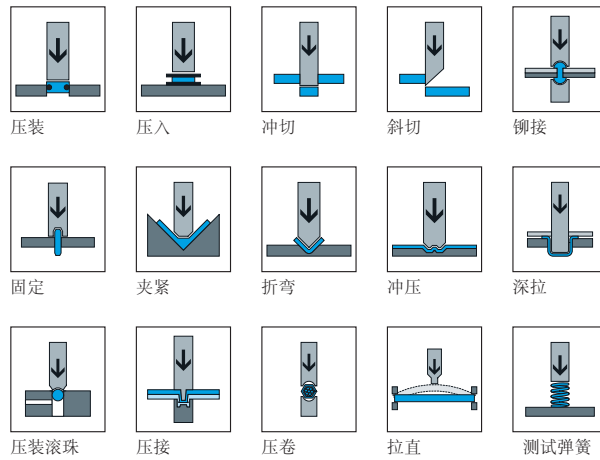 压装 压入 冲切 斜切 铆接
固定 夹紧 折弯 冲压 深拉
压装滚珠 压接 压卷 拉直 测试弹簧